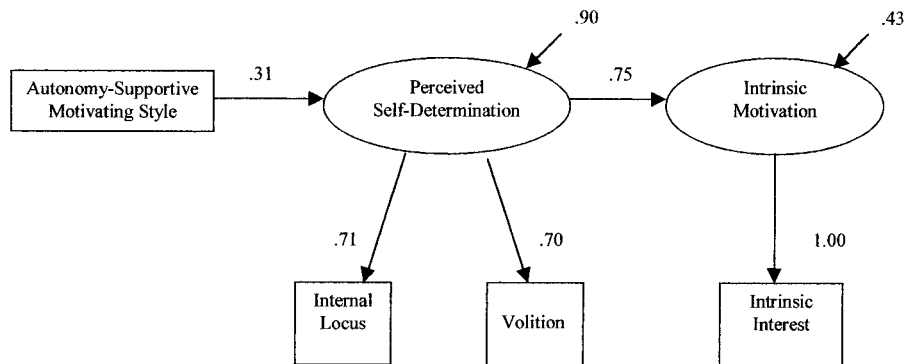 .90
.43
.31
.75
Autonomy-Supportive
Motivating Style
Perceived
Self-Determination
Intrinsic
Motivation
.71
.70
1.00
Internal
Locus
Volition
Intrinsic
Interest